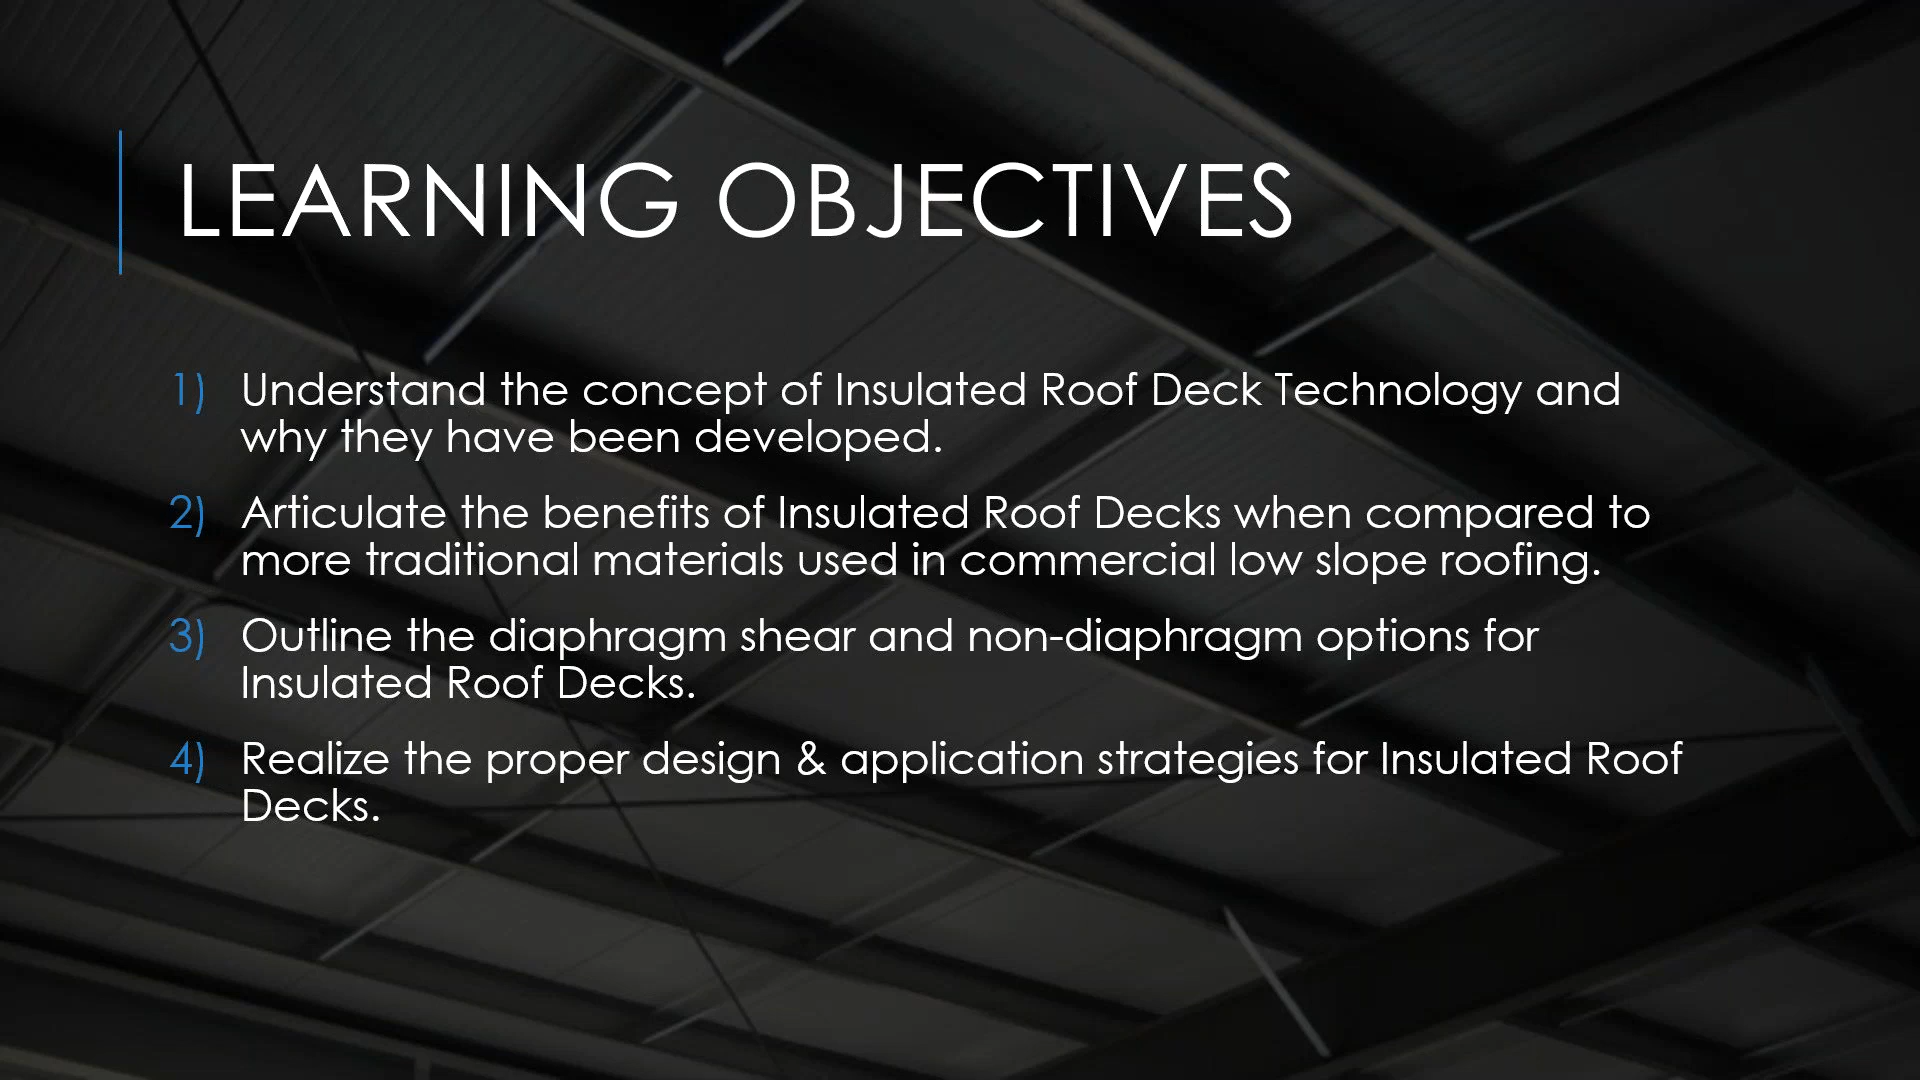 LEARNING OBJECTIVES
1) Understand the concept of Insulated Roof Deck Technology and
why they have been developed.
2) Articulate the benefits of Insulated Roof Decks when compared to
more traditional materials used in commercial low slope roofing.
3) Outline the diaphragm shear and non-diaphragm options for
Insulated Roof Decks.
4) Realize the proper design & application strategies for Insulated Roof
Decks.